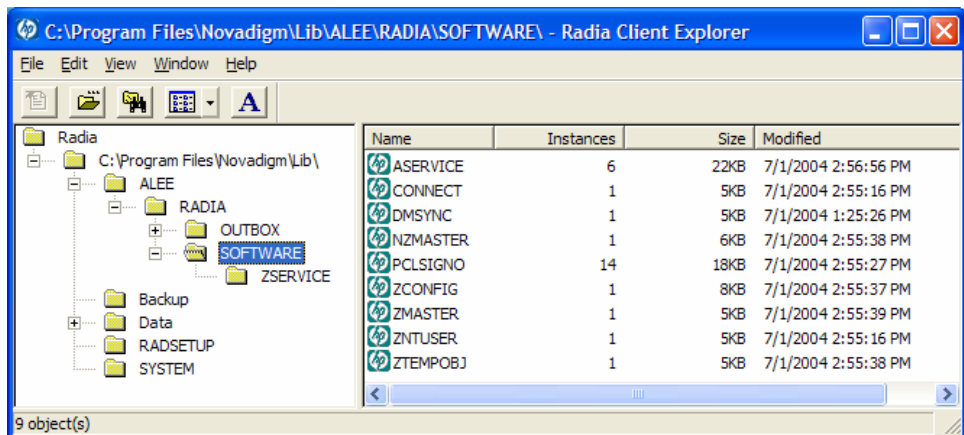 C:\Program Files\Novadigm\Lib\ALEE\RADIA\SOFTWARE\ - Radia Client Explorer
File Edit View Window Help
A
Radia
C:\Program Files\Novadigm\Lib\
ALEE
RADIA
OUTBOX
SOFTWARE
ZSERVICE
Backup
Data
RADSETUP
SYSTEM
Name Instances Size Modified
ASERVICE 6 22KB 7/1/2004 2:56:56 PM
CONNECT 1 5KB 7/1/2004 2:55:16 PM
DMSYNC 1 5KB 7/1/2004 1:25:26 PM
NZMASTER 1 6KB 7/1/2004 2:55:38 PM
PCLSIGNO 14 18KB 7/1/2004 2:55:27 PM
ZCONFIG 1 8KB 7/1/2004 2:55:37 PM
ZMASTER 1 5KB 7/1/2004 2:55:39 PM
ZNTUSER 1 5KB 7/1/2004 2:55:16 PM
ZTEMPOBJ 1 5KB 7/1/2004 2:55:38 PM
9 object(s)